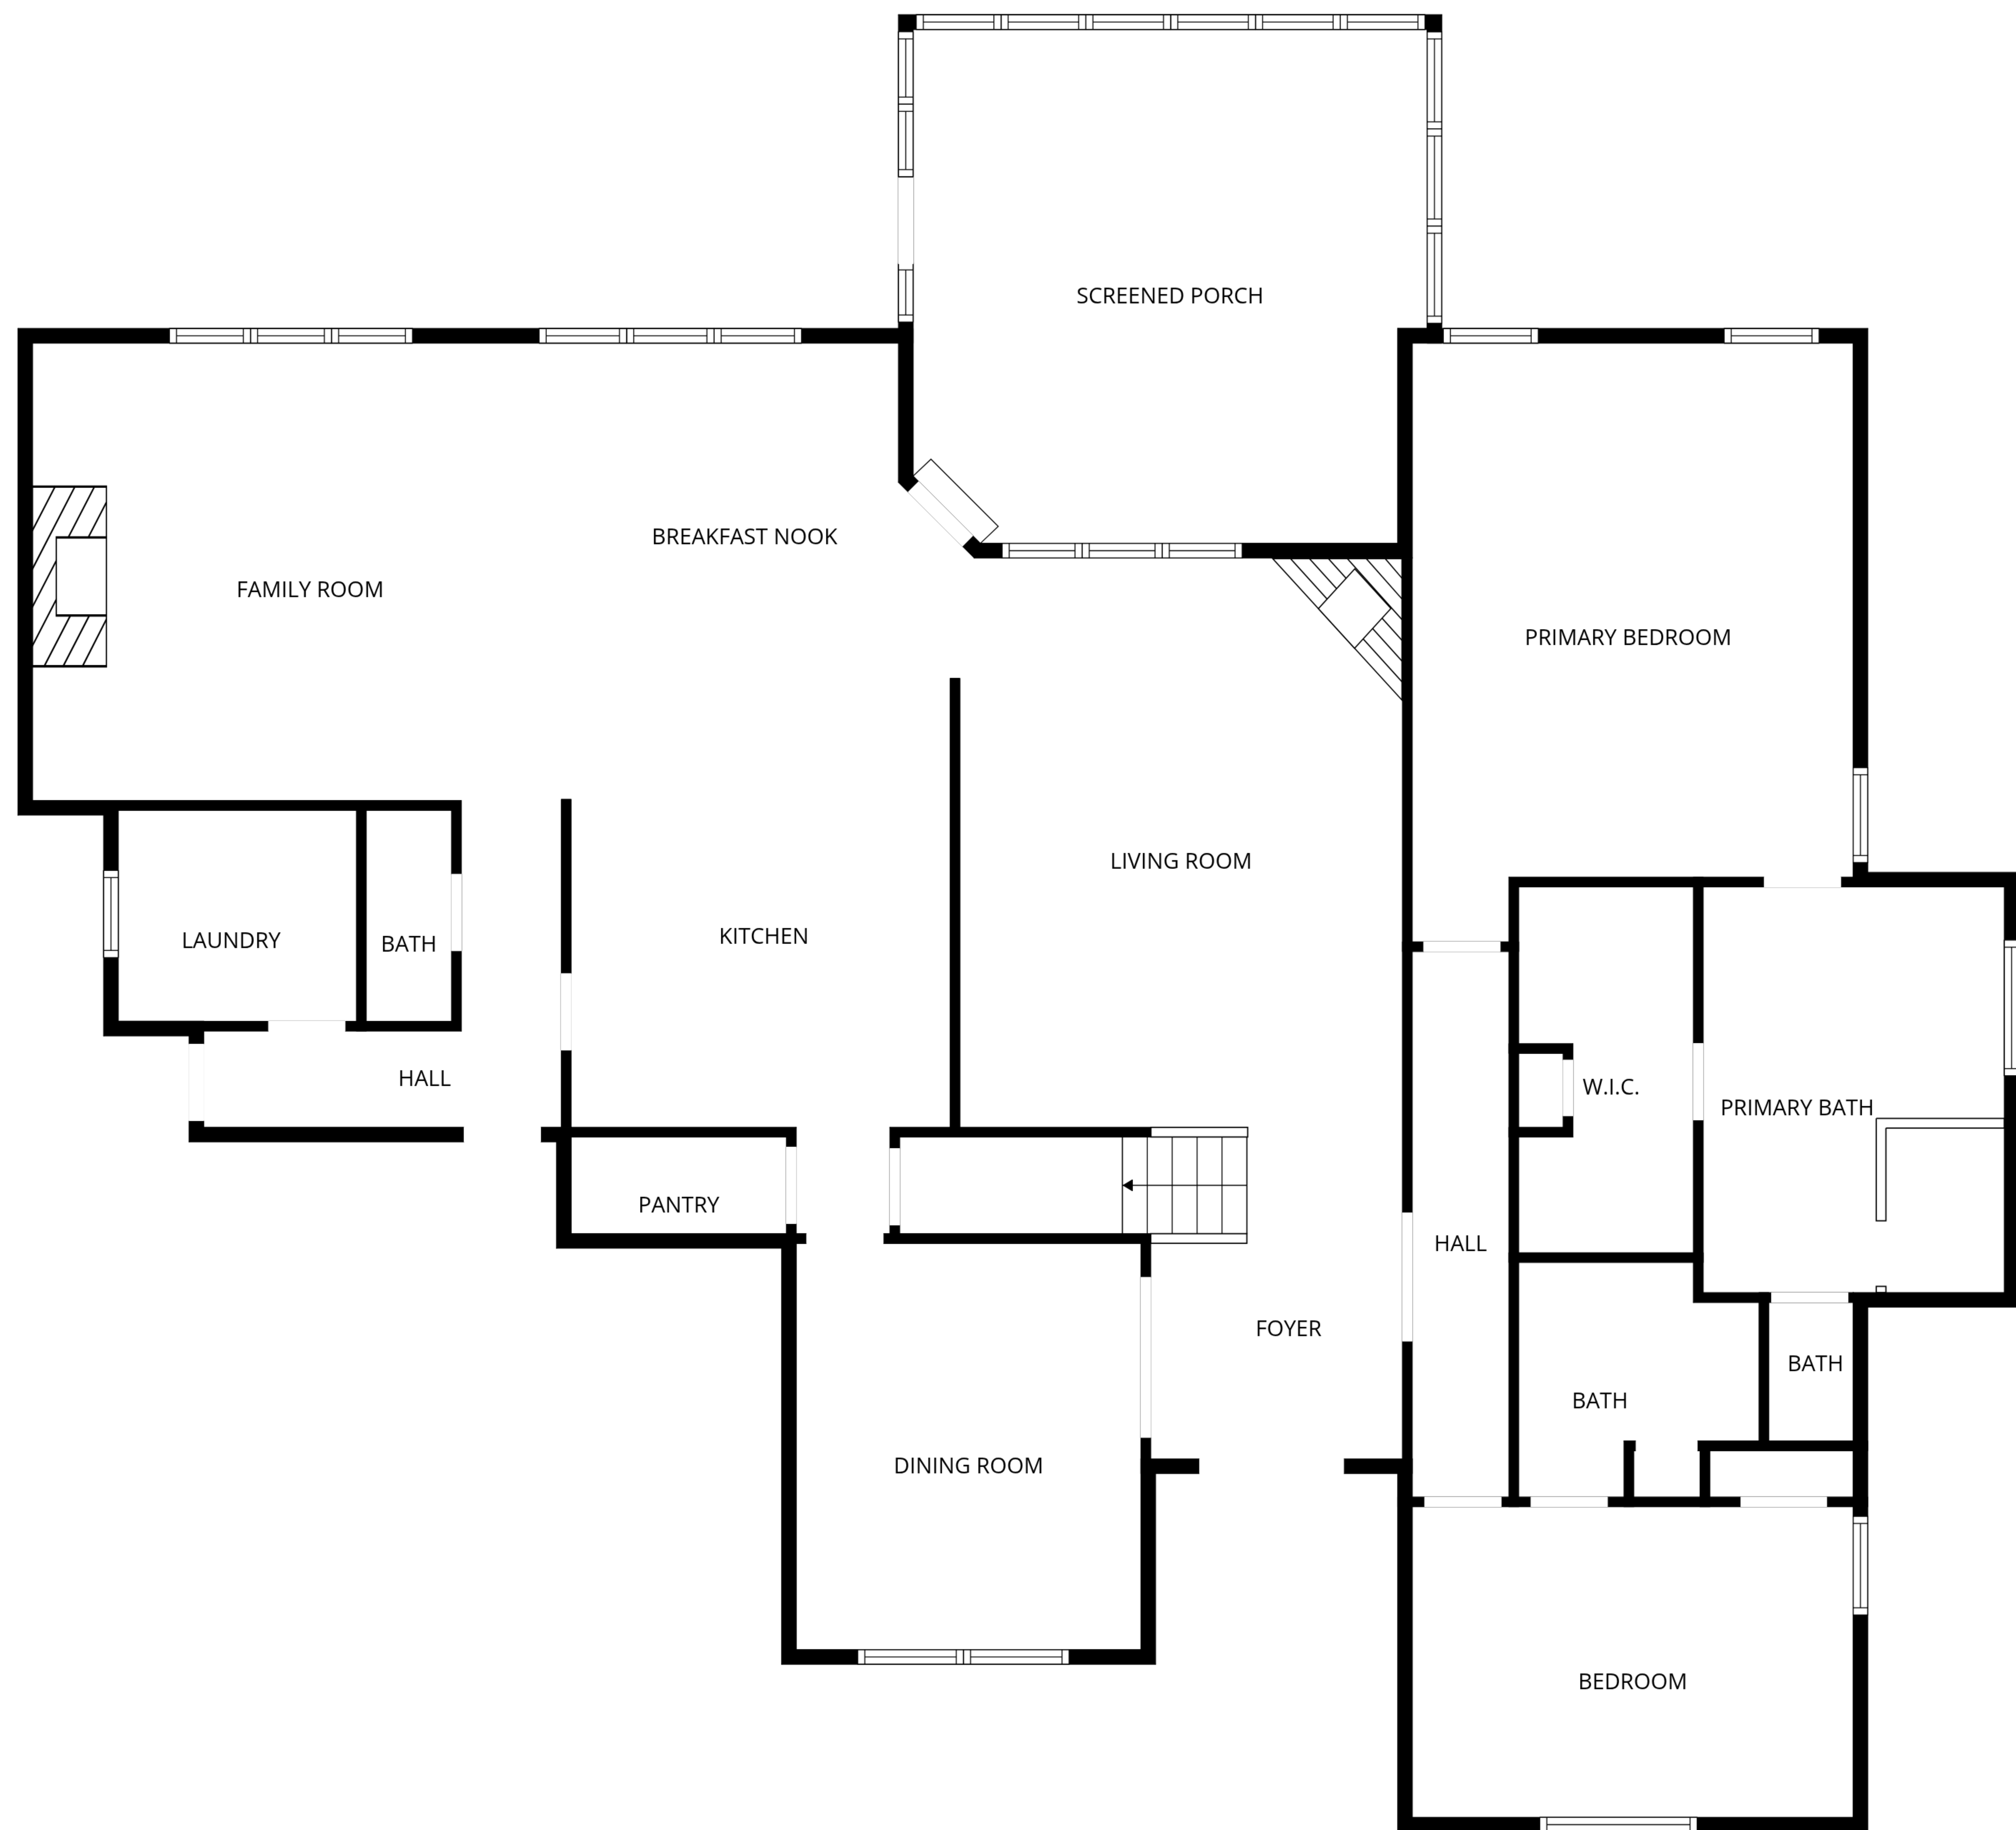 SCREENED PORCH
BREAKFAST NOOK
FAMILY ROOM
PRIMARY BEDROOM
LIVING ROOM
KITCHEN
LAUNDRY
BATH
HALL
W.I.C.
PRIMARY BATH
PANTRY
HALL
FOYER
BATH
BATH
DINING ROOM
BEDROOM